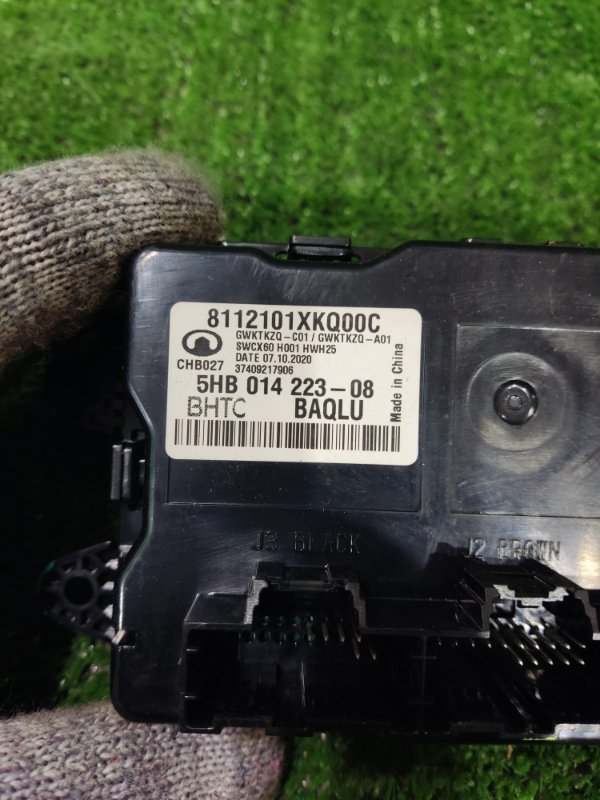 8112101XKQ00C
GWKTKZQ-C01 / GWKTKZQ-A01
SWCX60 H001 HWH25
DATE 07.10.2020
CHB027 37409217906
5HB 014 223-08
BHTC BAQLU
Made in China
J3 BLACK J2 BROWN